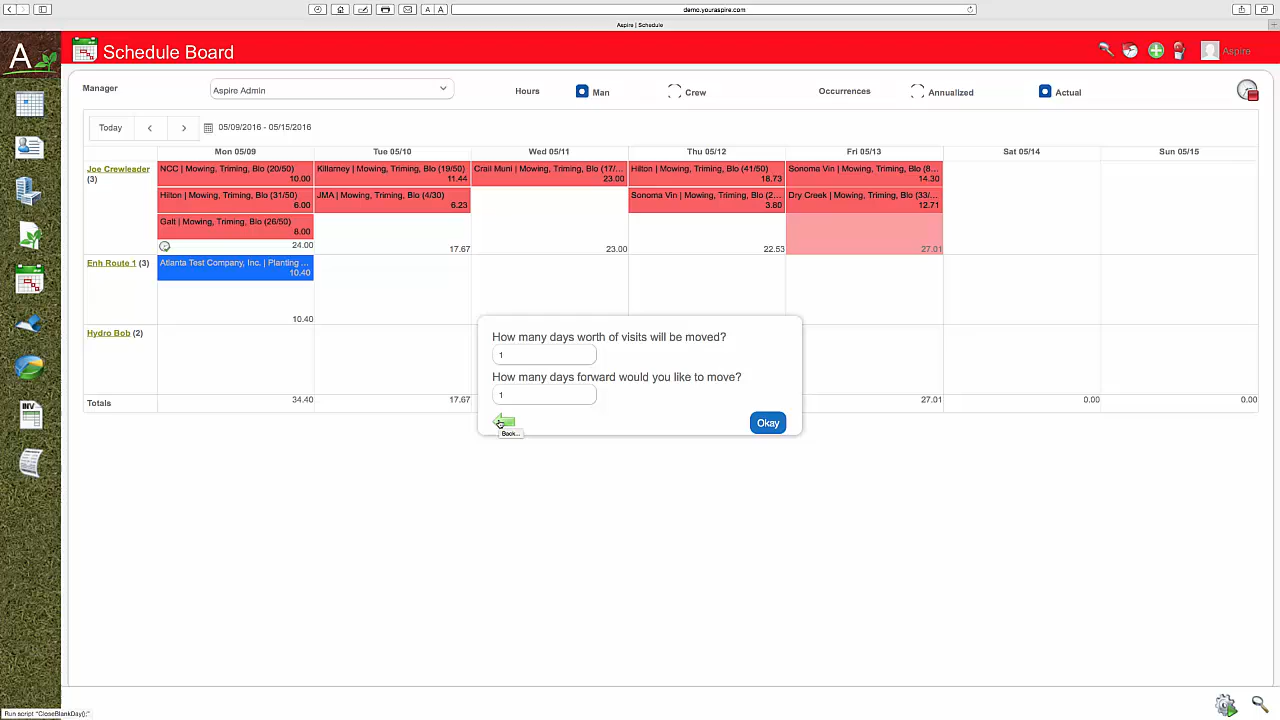 A A
demo.youraspire.com
Aspire | Schedule
A
Schedule Board
Aspire
Manager
Aspire Admin
Hours
Man
Crew
Occurrences
Annualized
Actual
Today
05/09/2016 - 05/15/2016
Mon 05/09
Tue 05/10
Wed 05/11
Thu 05/12
Fri 05/13
Sat 05/14
Sun 05/15
Joe Crewleader
(3)
NCC | Mowing, Triming, Blo (20/50)
10.00
Hilton | Mowing, Triming, Blo (31/50)
6.00
Galt | Mowing, Triming, Blo (26/50)
8.00
24.00
Killarney | Mowing, Triming, Blo (19/50)
11.44
JMA | Mowing, Triming, Blo (4/30)
6.23
17.67
Crail Muni | Mowing, Triming, Blo (17/...
23.00
23.00
Hilton | Mowing, Triming, Blo (41/50)
18.73
Sonoma Vin | Mowing, Triming, Blo (2...
3.80
22.53
Sonoma Vin | Mowing, Triming, Blo (8...
14.30
Dry Creek | Mowing, Triming, Blo (33/...
12.71
27.01
Enh Route 1 (3)
Atlanta Test Company, Inc. | Planting ...
10.40
10.40
Hydro Bob (2)
Totals
34.40
17.67
27.01
0.00
0.00
How many days worth of visits will be moved?
1
How many days forward would you like to move?
1
Back...
Okay
INV
Run script "CloseBlankDay();"